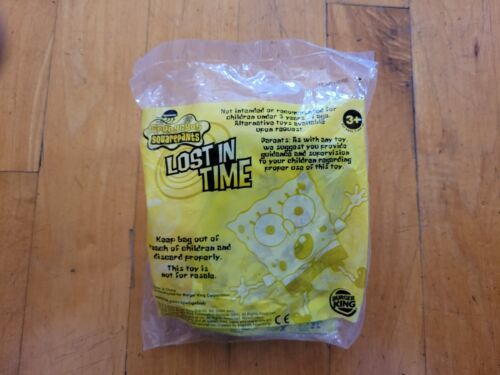 SpongeBob
SquarePants
LOST IN
TIME
Not intended or recommended for
children under 3 years of age.
Alternative toys available
upon request.
3+
Parents: As with any toy,
we suggest you provide
guidance and supervision
to your children regarding
proper use of this toy.
Keep bag out of
reach of children and
discard properly.
This toy is
not for resale.
CE
BURGER
KING